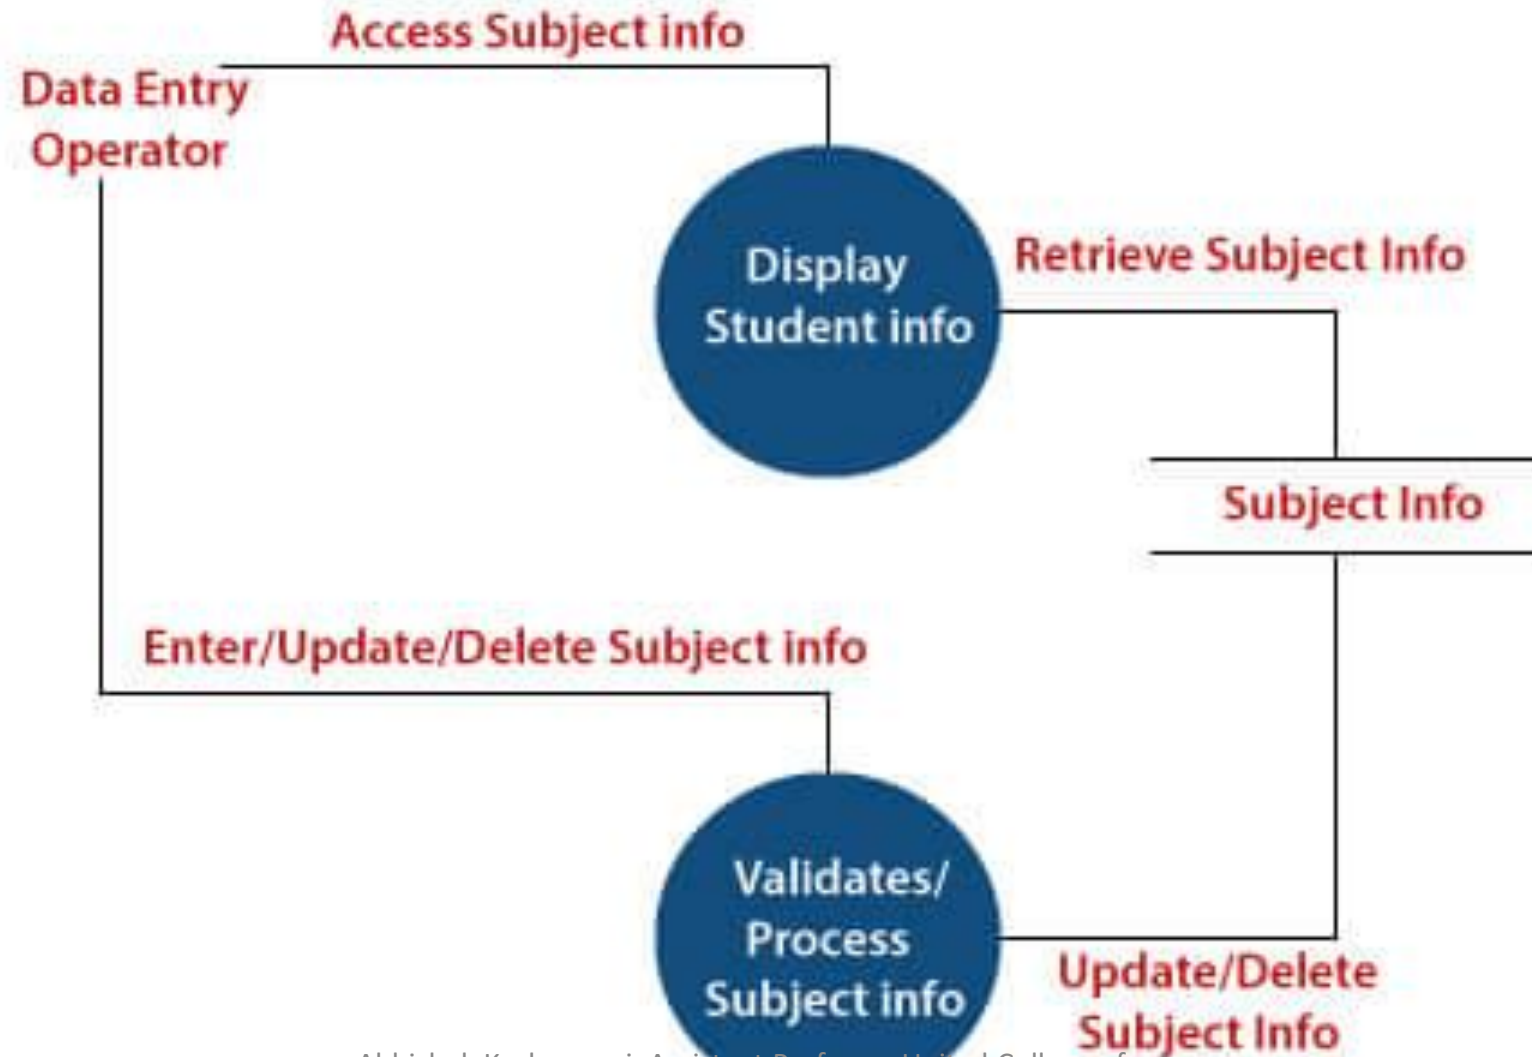 Access Subject info
Data Entry
Operator
Display
Student info
Retrieve Subject Info
Subject Info
Enter/Update/Delete Subject info
Validates/
Process
Subject info
Update/Delete
Subject Info